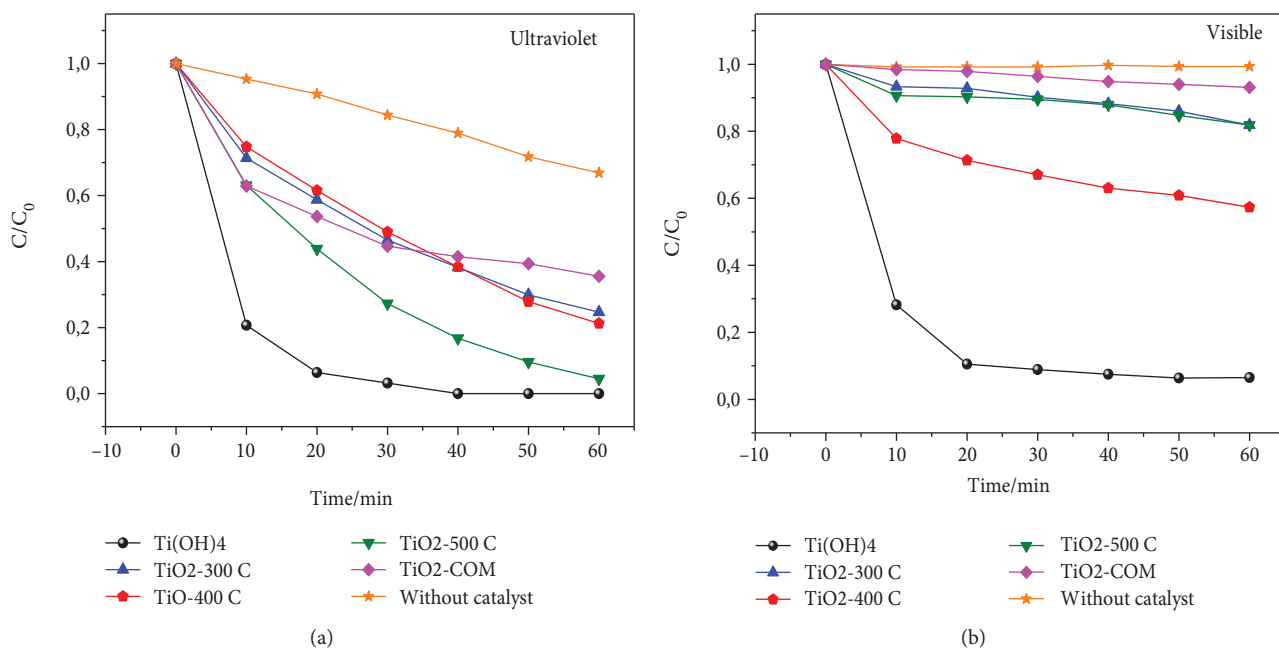 Ultraviolet
1,0
0,8
0,6
0,4
0,2
0,0
C/C0
–10 0 10 20 30 40 50 60
Time/min
Ti(OH)4
TiO2-300 C
TiO-400 C
TiO2-500 C
TiO2-COM
Without catalyst
(a)
Visible
1,0
0,8
0,6
0,4
0,2
0,0
C/C0
–10 0 10 20 30 40 50 60
Time/min
Ti(OH)4
TiO2-300 C
TiO2-400 C
TiO2-500 C
TiO2-COM
Without catalyst
(b)